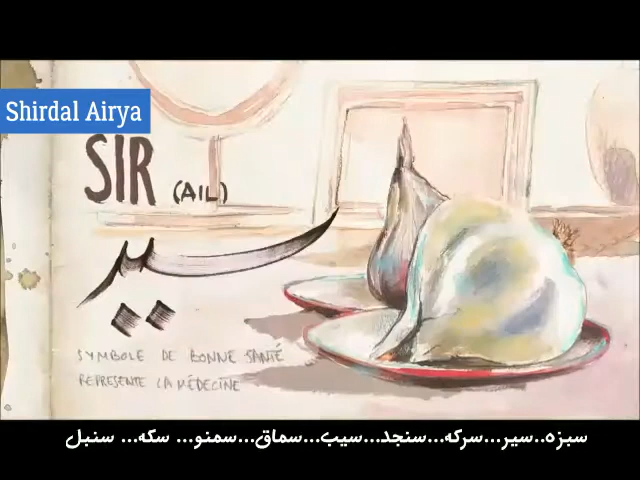 Shirdal Airya
SIR (AIL)
سیر
SYMBOLE DE BONNE SANTÉ
REPRESENTE LA MÉDECINE
سبزه..سیر...سرکه...سنجد...سیب...سماق...سمنو... سکه... سنبل